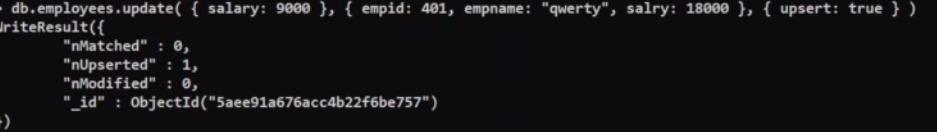 > db.employees.update( { salary: 9000 }, { empid: 401, empname: "qwerty", salry: 18000 }, { upsert: true } )
WriteResult({
"nMatched" : 0,
"nUpserted" : 1,
"nModified" : 0,
"_id" : ObjectId("5aee91a676acc4b22f6be757")
})